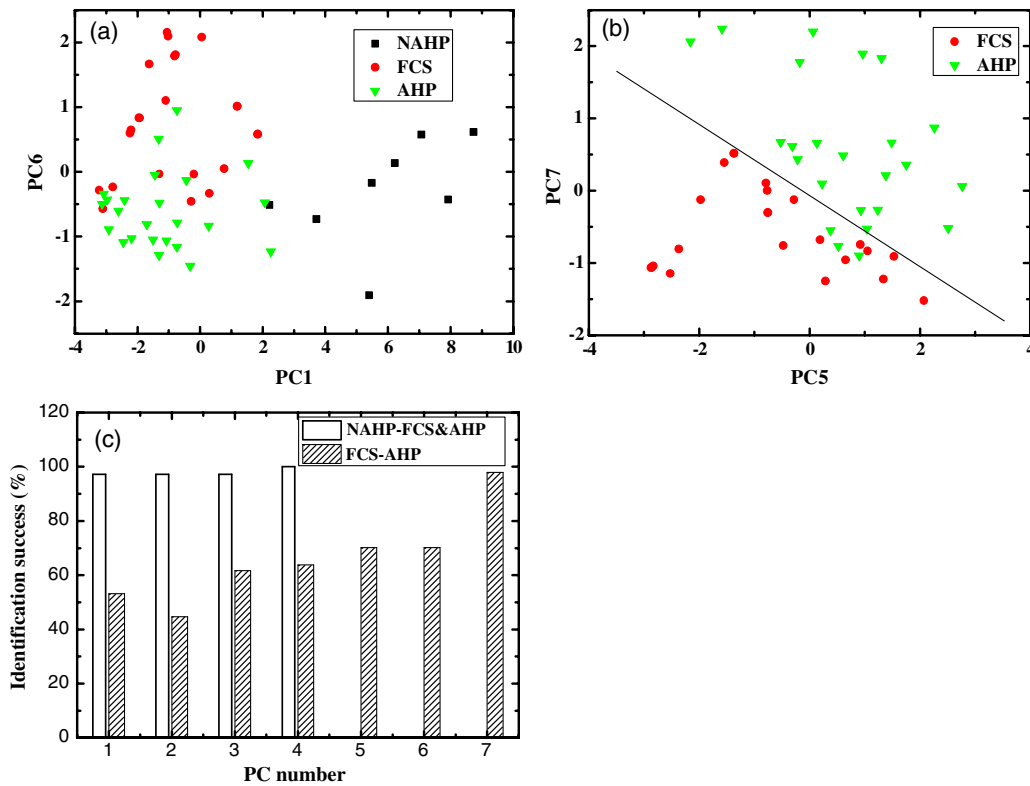 (a)
NAHP
FCS
AHP
2
1
0
-1
-2
PC6
-4 -2 0 2 4 6 8 10
PC1
(b)
FCS
AHP
2
1
0
-1
-2
PC7
-4 -2 0 2 4
PC5
(c)
NAHP-FCS&AHP
FCS-AHP
120
100
80
60
40
20
0
Identification success (%)
1 2 3 4 5 6 7
PC number